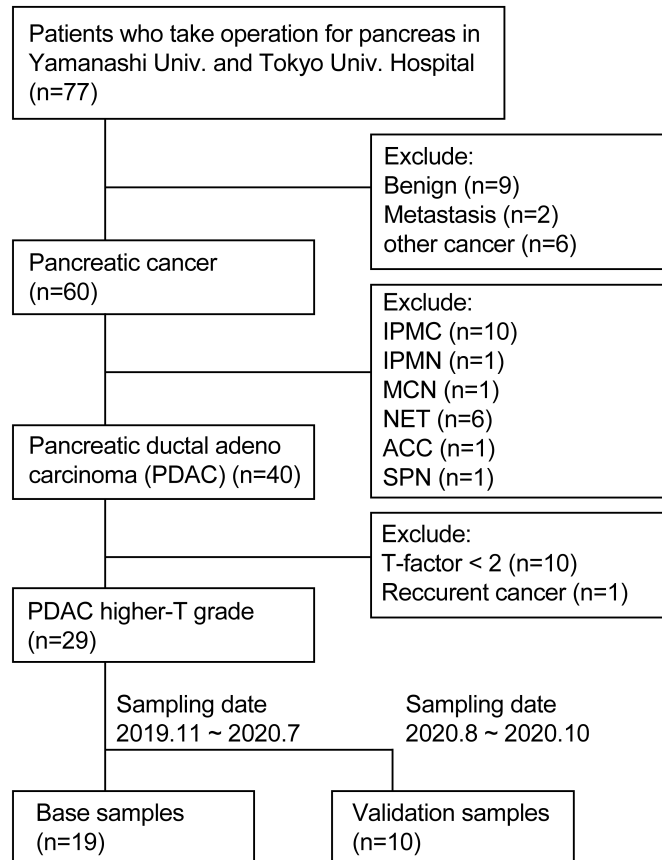 Patients who take operation for pancreas in
Yamanashi Univ. and Tokyo Univ. Hospital
(n=77)
Exclude:
Benign (n=9)
Metastasis (n=2)
other cancer (n=6)
Pancreatic cancer
(n=60)
Exclude:
IPMC (n=10)
IPMN (n=1)
MCN (n=1)
NET (n=6)
ACC (n=1)
SPN (n=1)
Pancreatic ductal adeno
carcinoma (PDAC) (n=40)
Exclude:
T-factor < 2 (n=10)
Reccurent cancer (n=1)
PDAC higher-T grade
(n=29)
Sampling date
2019.11 ~ 2020.7
Sampling date
2020.8 ~ 2020.10
Base samples
(n=19)
Validation samples
(n=10)